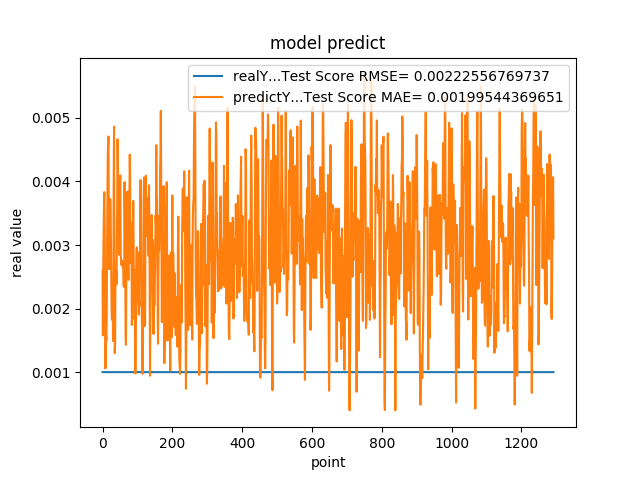 model predict
realY...Test Score RMSE= 0.00222556769737
predictY...Test Score MAE= 0.00199544369651
0.005
0.004
0.003
0.002
0.001
real value
0 200 400 600 800 1000 1200
point